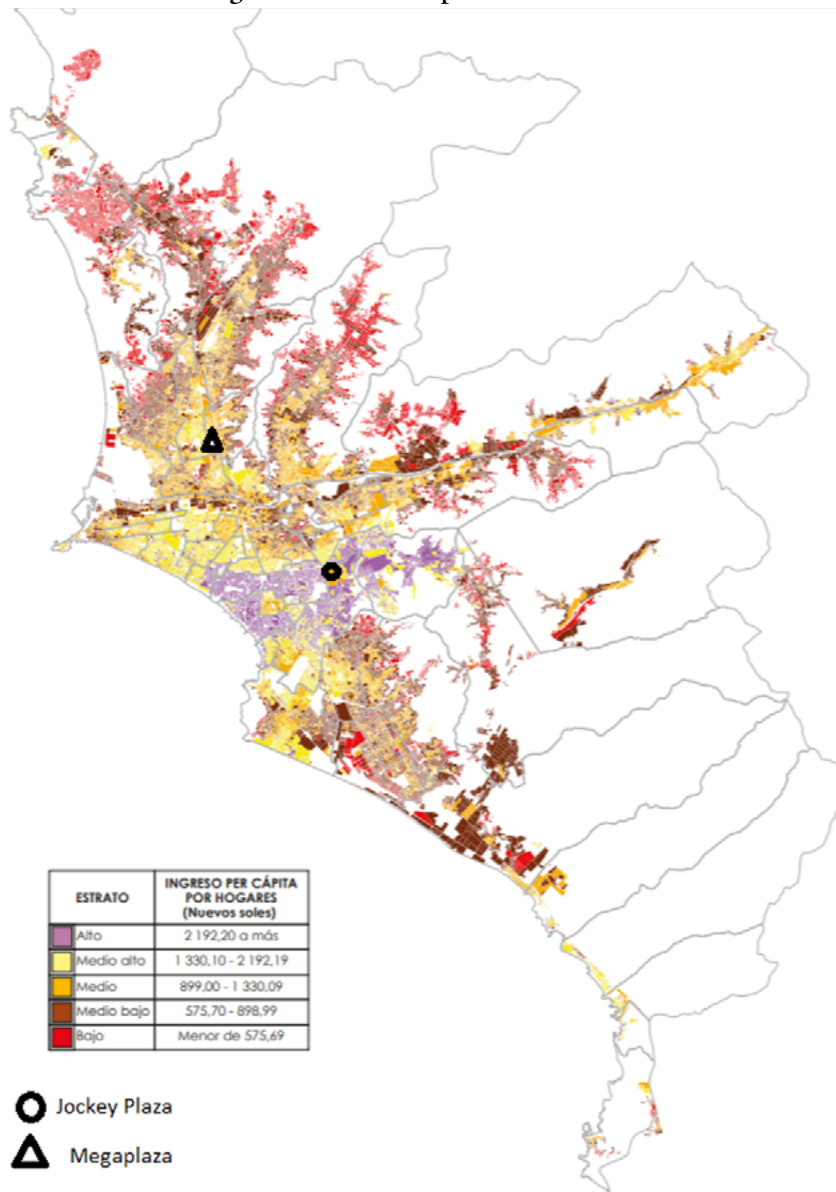 ESTRATO
INGRESO PER CÁPITA
POR HOGARES
(Nuevos soles)
Alto 2 192,20 a más
Medio alto 1 330,10 - 2 192,19
Medio 899,00 - 1 330,09
Medio bajo 575,70 - 898,99
Bajo Menor de 575,69
Jockey Plaza
Megaplaza